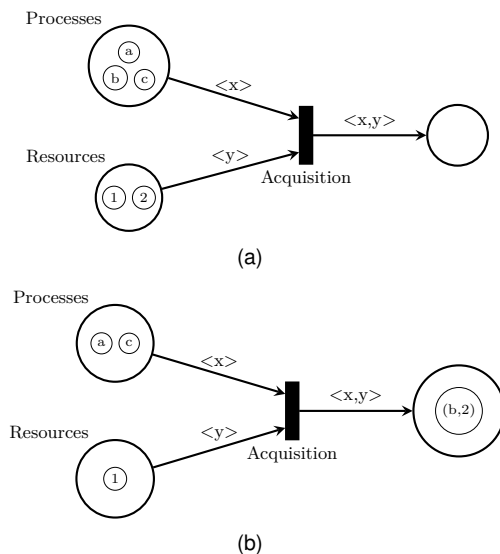 Processes
a
b c
<x>
<x,y>
Resources
<y>
1 2
Acquisition
(a)
Processes
a c
<x>
<x,y>
(b,2)
Resources
<y>
Acquisition
1
(b)